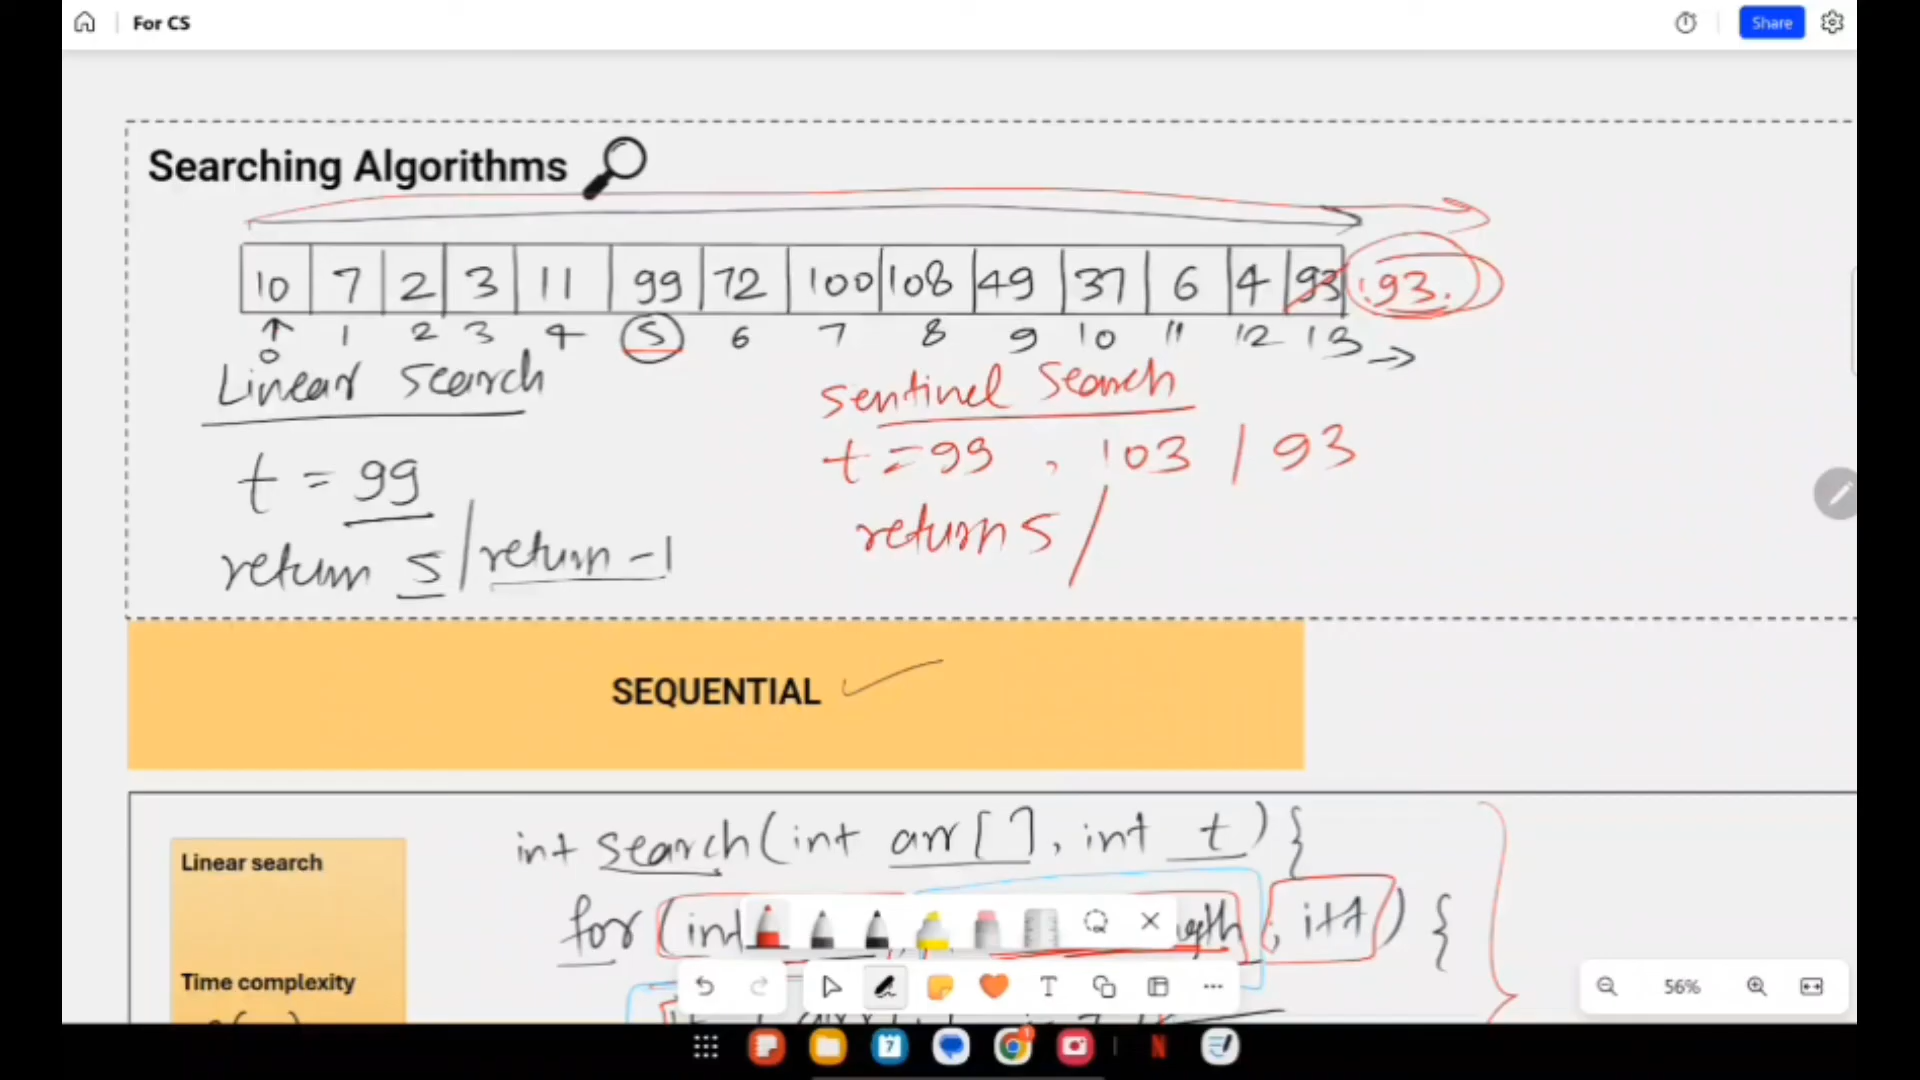 For CS
Share
Searching Algorithms
10 7 2 3 11 99 72 100 108 49 37 6 4 93 93
0 1 2 3 4 5 6 7 8 9 10 11 12 13
Linear Search
t = 99
return 5 / return -1
Sentinel Search
t = 99 , 103 / 93
return 5 /
SEQUENTIAL
int search(int arr[], int t){
for (int ; i++) {
Linear search
Time complexity
56%
7